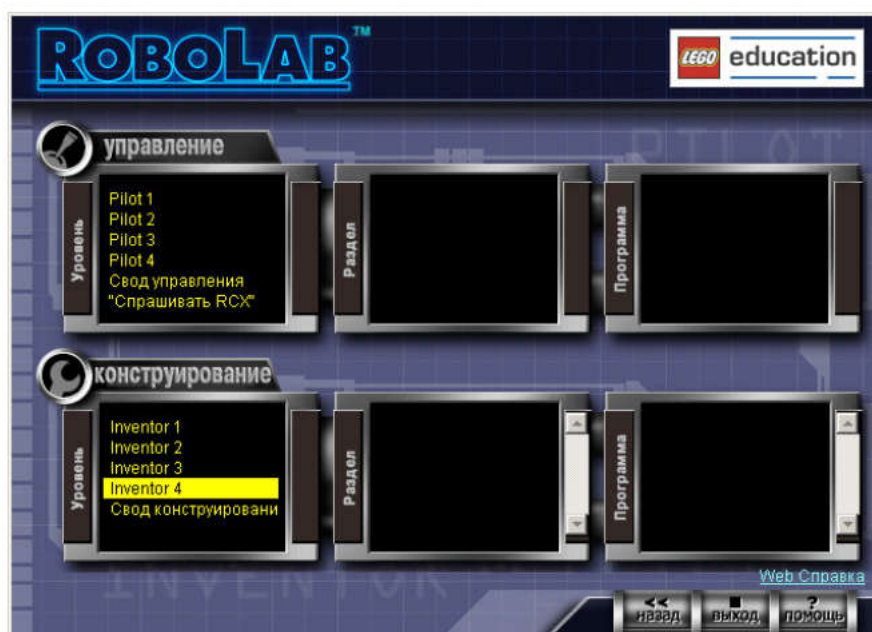 ROBOLAB™
LEGO education
управление
PILOT
Уровень
Pilot 1
Pilot 2
Pilot 3
Pilot 4
Свод управления
"Спрашивать RCX"
Раздел
Программа
конструирование
Уровень
Inventor 1
Inventor 2
Inventor 3
Inventor 4
Свод конструировани
Раздел
Программа
INVENTOR
Web Справка
<< назад
выход
? помощь